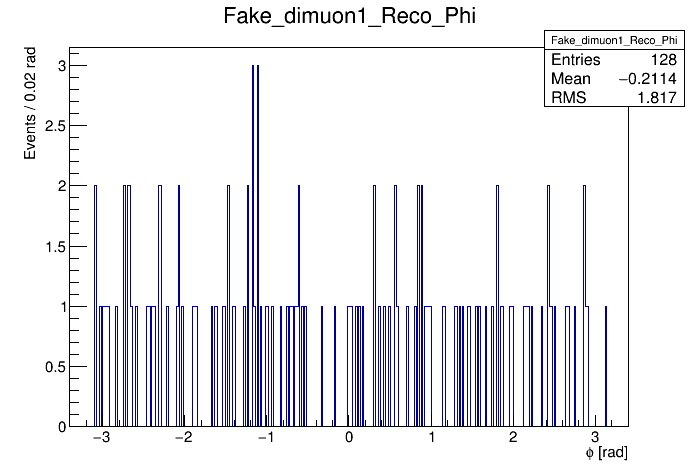 Fake_dimuon1_Reco_Phi
Fake_dimuon1_Reco_Phi
Entries 128
Mean −0.2114
RMS 1.817
Events / 0.02 rad
3
2.5
2
1.5
1
0.5
0
−3 −2 −1 0 1 2 3
ϕ [rad]